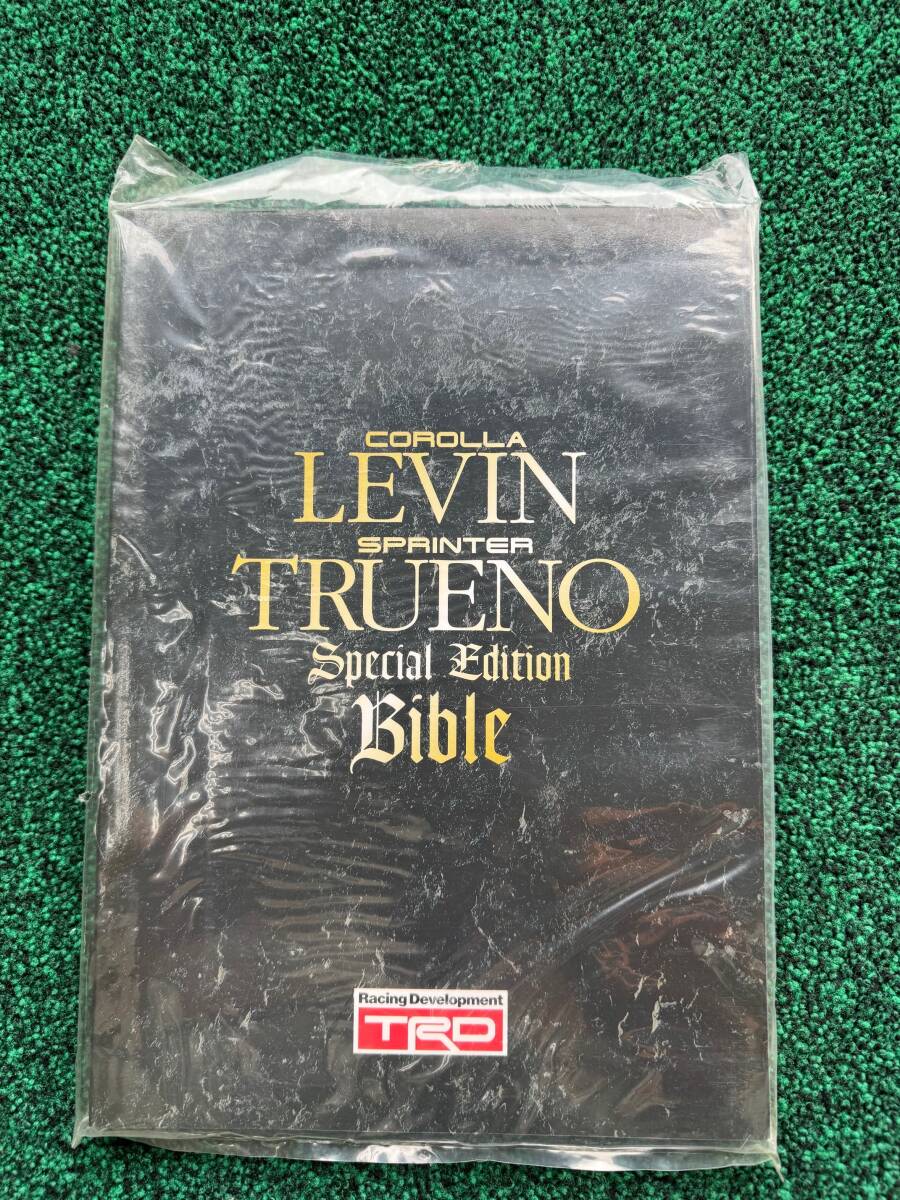 COROLLA
LEVIN
SPRINTER
TRUENO
Special Edition
Bible
Racing Development
TRD